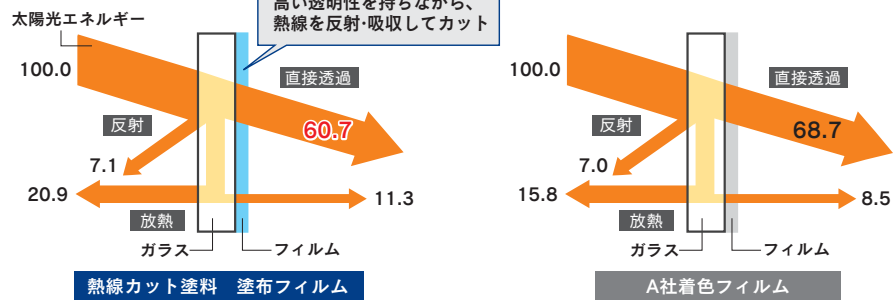 高い透明性を持ちながら、
熱線を反射・吸収してカット
太陽光エネルギー
100.0
直接透過
反射
60.7
7.1
20.9
11.3
放熱
ガラス
フィルム
熱線カット塗料 塗布フィルム
100.0
直接透過
反射
68.7
7.0
15.8
8.5
放熱
ガラス
フィルム
A社着色フィルム